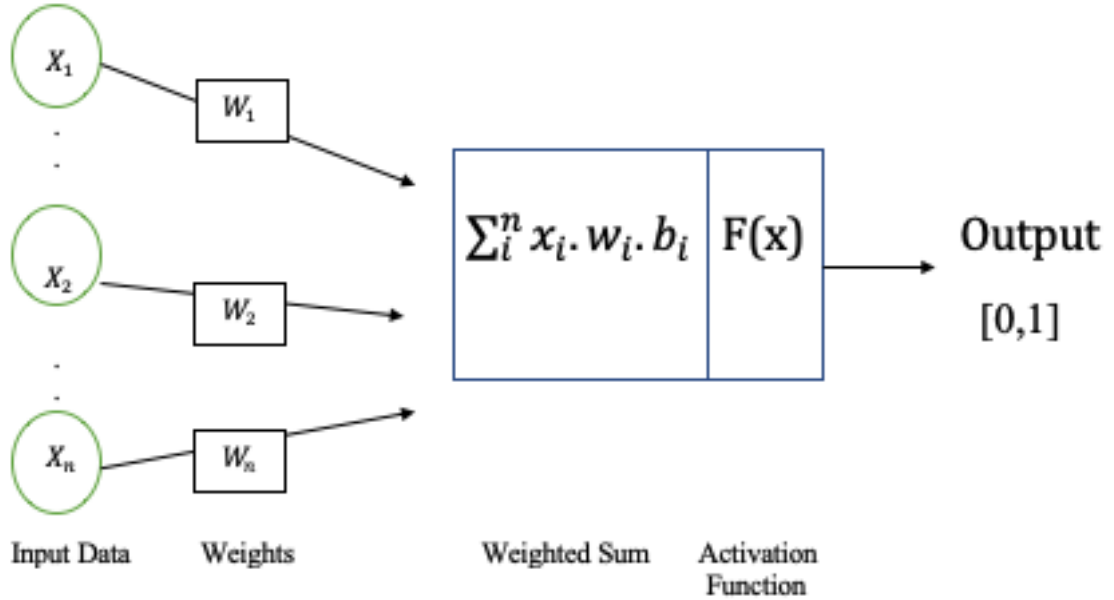 X₁
W₁
X₂
W₂
Xₙ
Wₙ
∑ᵢⁿ xᵢ. wᵢ. bᵢ
F(x)
Output
[0,1]
Input Data
Weights
Weighted Sum
Activation
Function